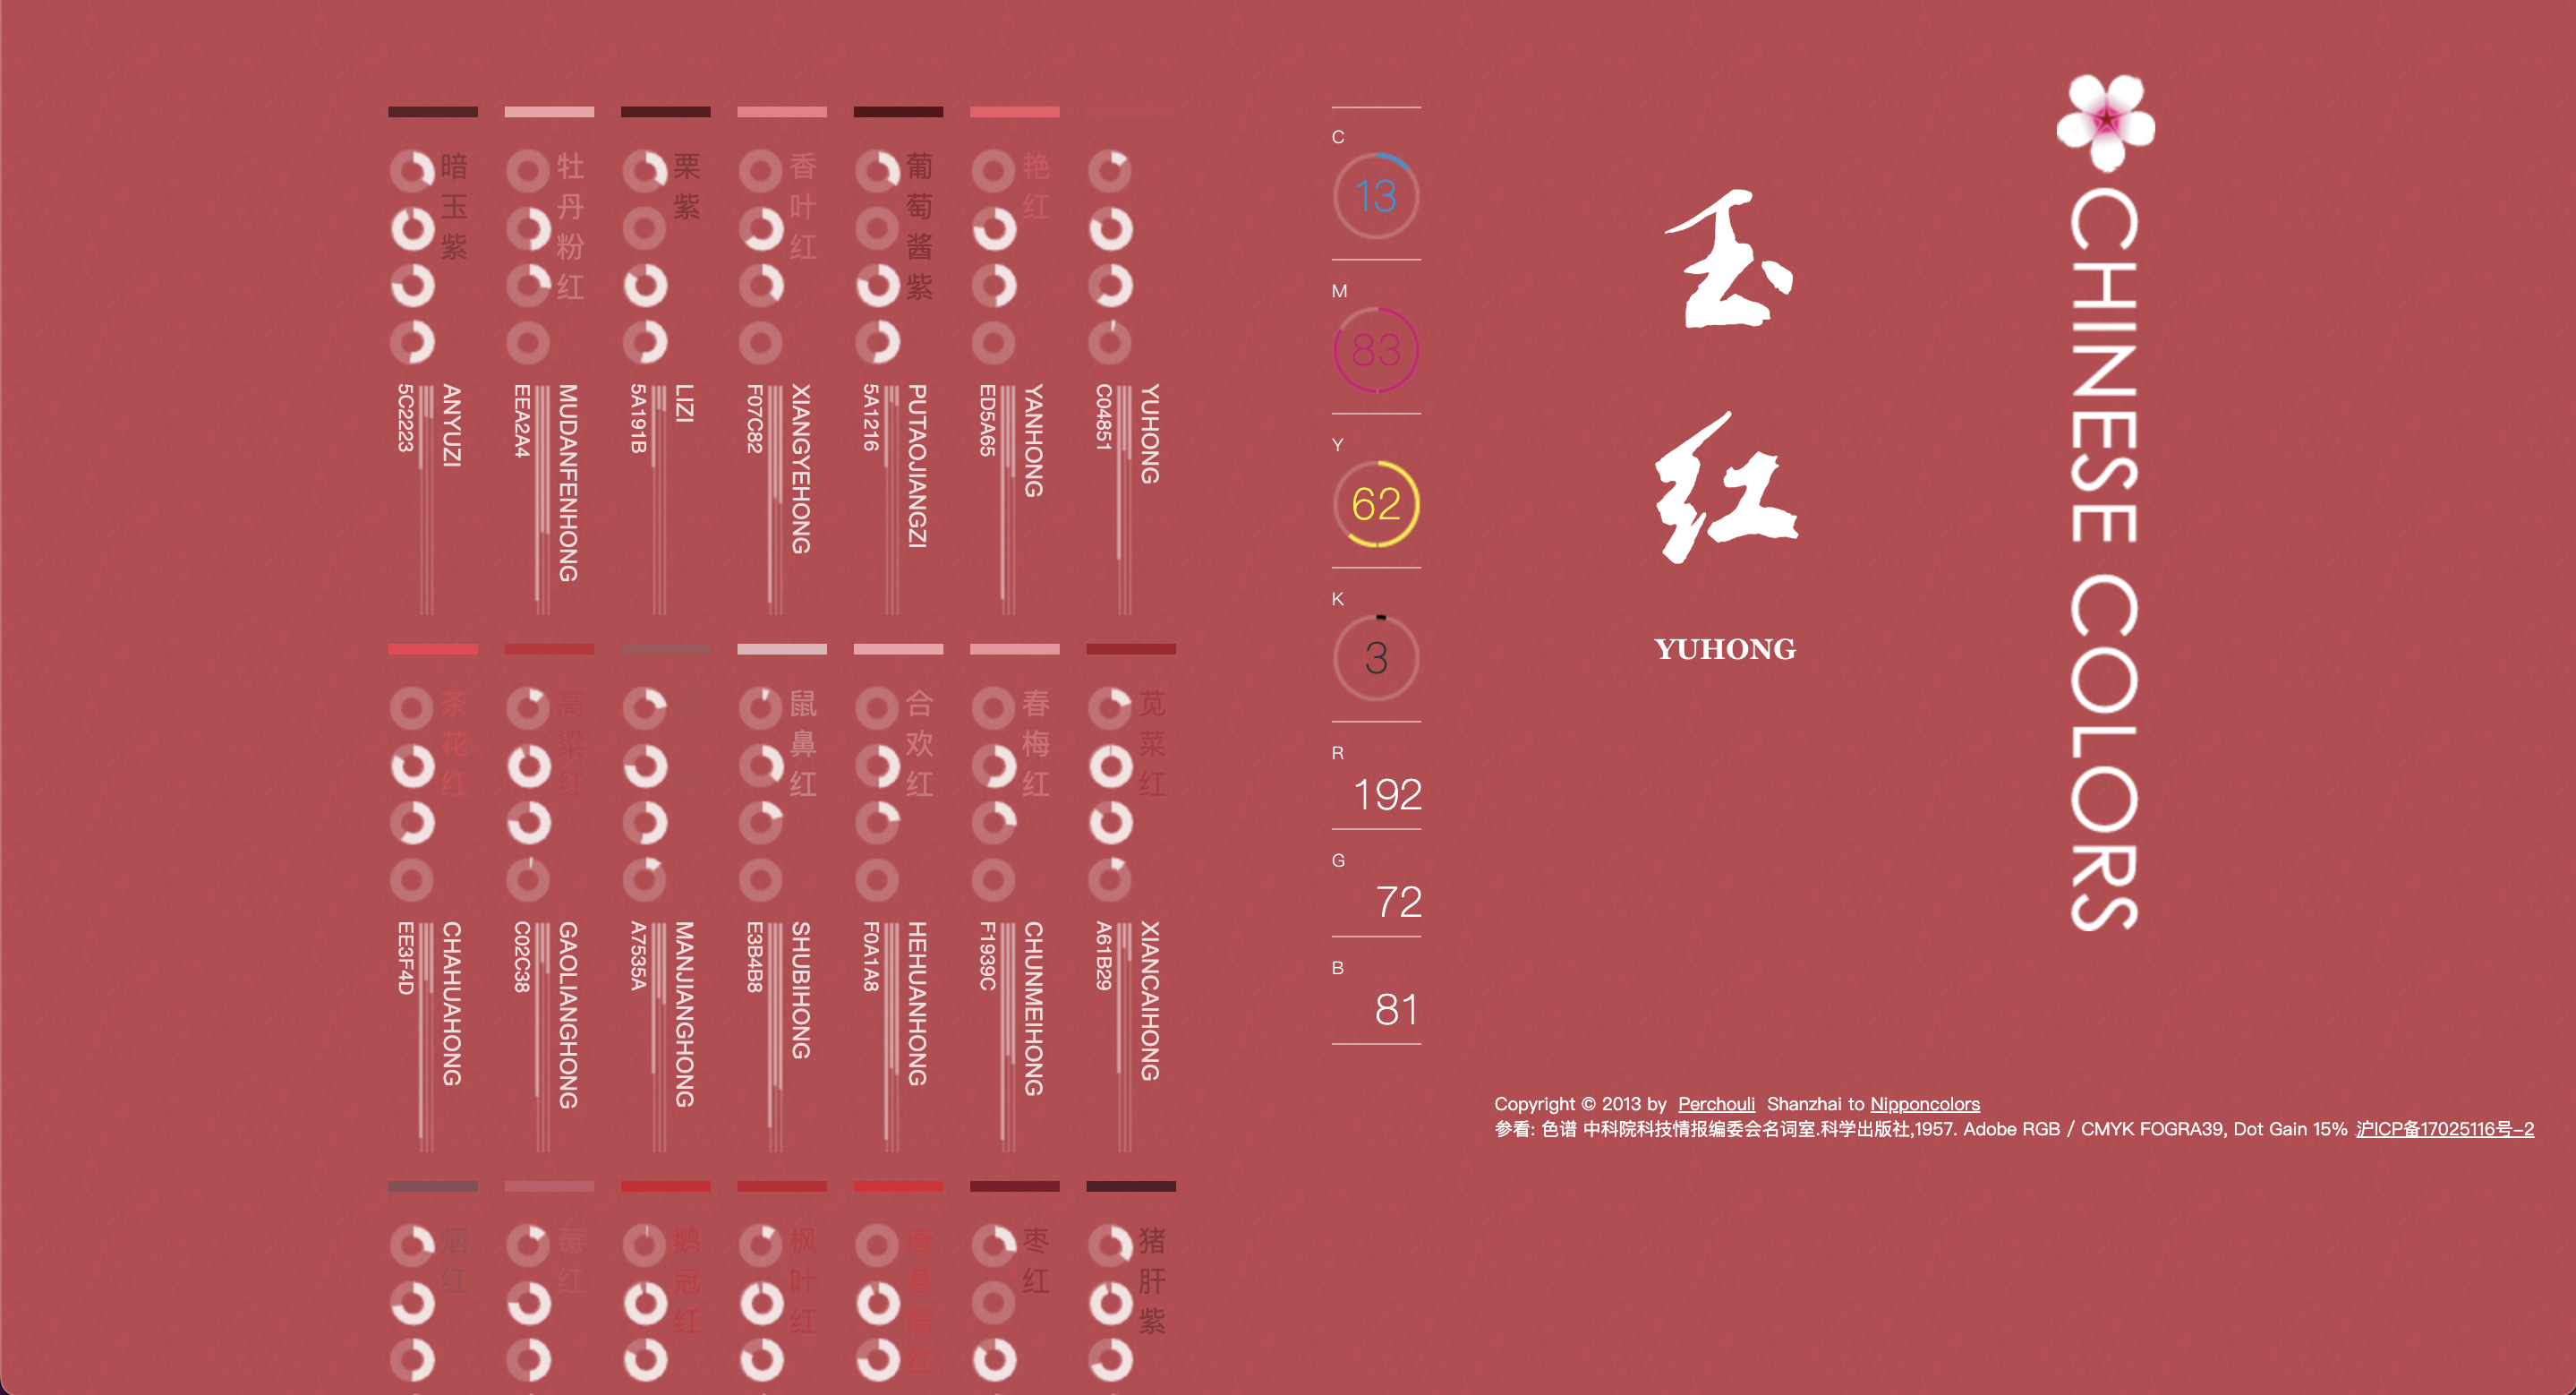 CHINESE COLORS
玉红
YUHONG
C
13
M
83
Y
62
K
3
R
192
G
72
B
81
YUHONG
C04851
艳红
YANHONG
ED5A65
葡萄酱紫
PUTAOJIANGZI
5A1216
香叶红
XIANGYEHONG
F07C82
栗紫
LIZI
5A191B
牡丹粉红
MUDANFENHONG
EEA2A4
暗玉紫
ANYUZI
5C2223
苋菜红
XIANCAIHONG
A61B29
春梅红
CHUNMEIHONG
F1939C
合欢红
HEHUANHONG
F0A1A8
鼠鼻红
SHUBIHONG
E3B4B8
MANJIANGHONG
A7535A
高粱红
GAOLIANGHONG
C02C38
茶花红
CHAHUAHONG
EE3F4D
猪肝紫
枣红
唐菖蒲红
枫叶红
鹅冠红
莓红
烟红
Copyright © 2013 by Perchouli Shanzhai to Nipponcolors
参看: 色谱 中科院科技情报编委会名词室.科学出版社,1957. Adobe RGB / CMYK FOGRA39, Dot Gain 15% 沪ICP备17025116号-2